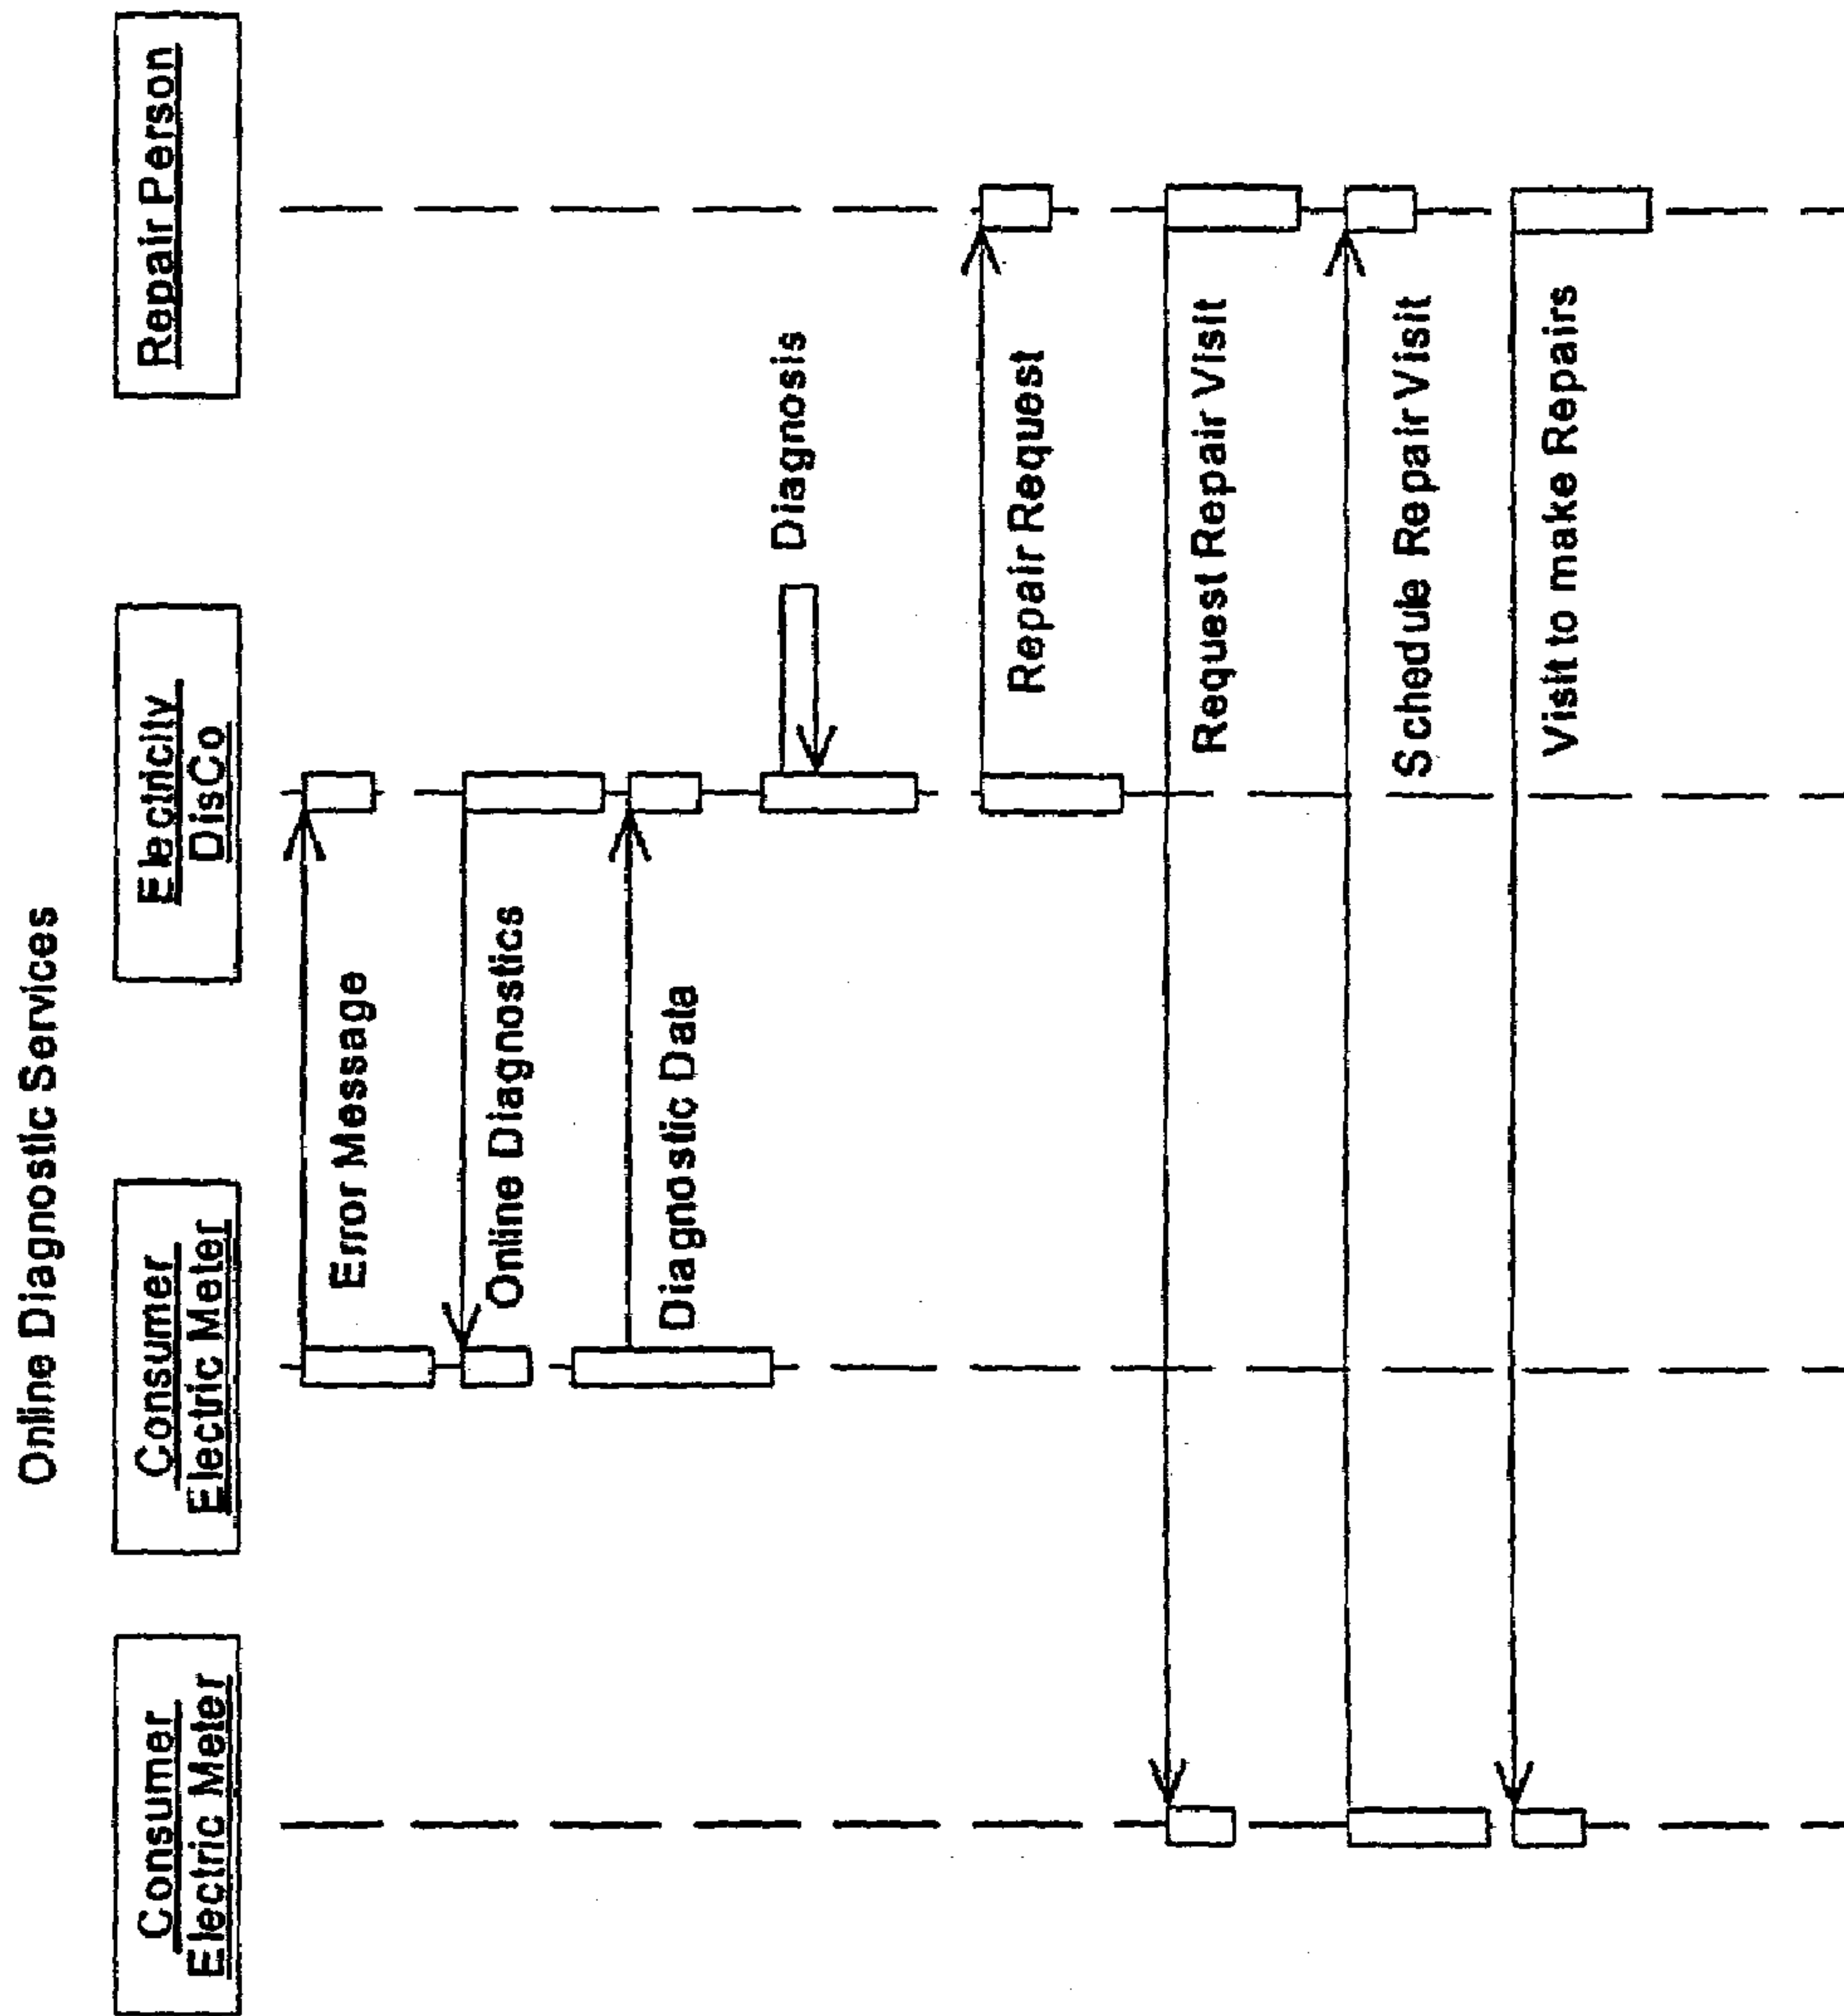 Online Diagnostic Services
Consumer
Electric Meter
Consumer
Electric Meter
Electricity
DisCo
Repair Person
Error Message
Online Diagnostics
Diagnostic Data
Diagnosis
Repair Request
Request Repair Visit
Schedule Repair Visit
Visit to make Repairs